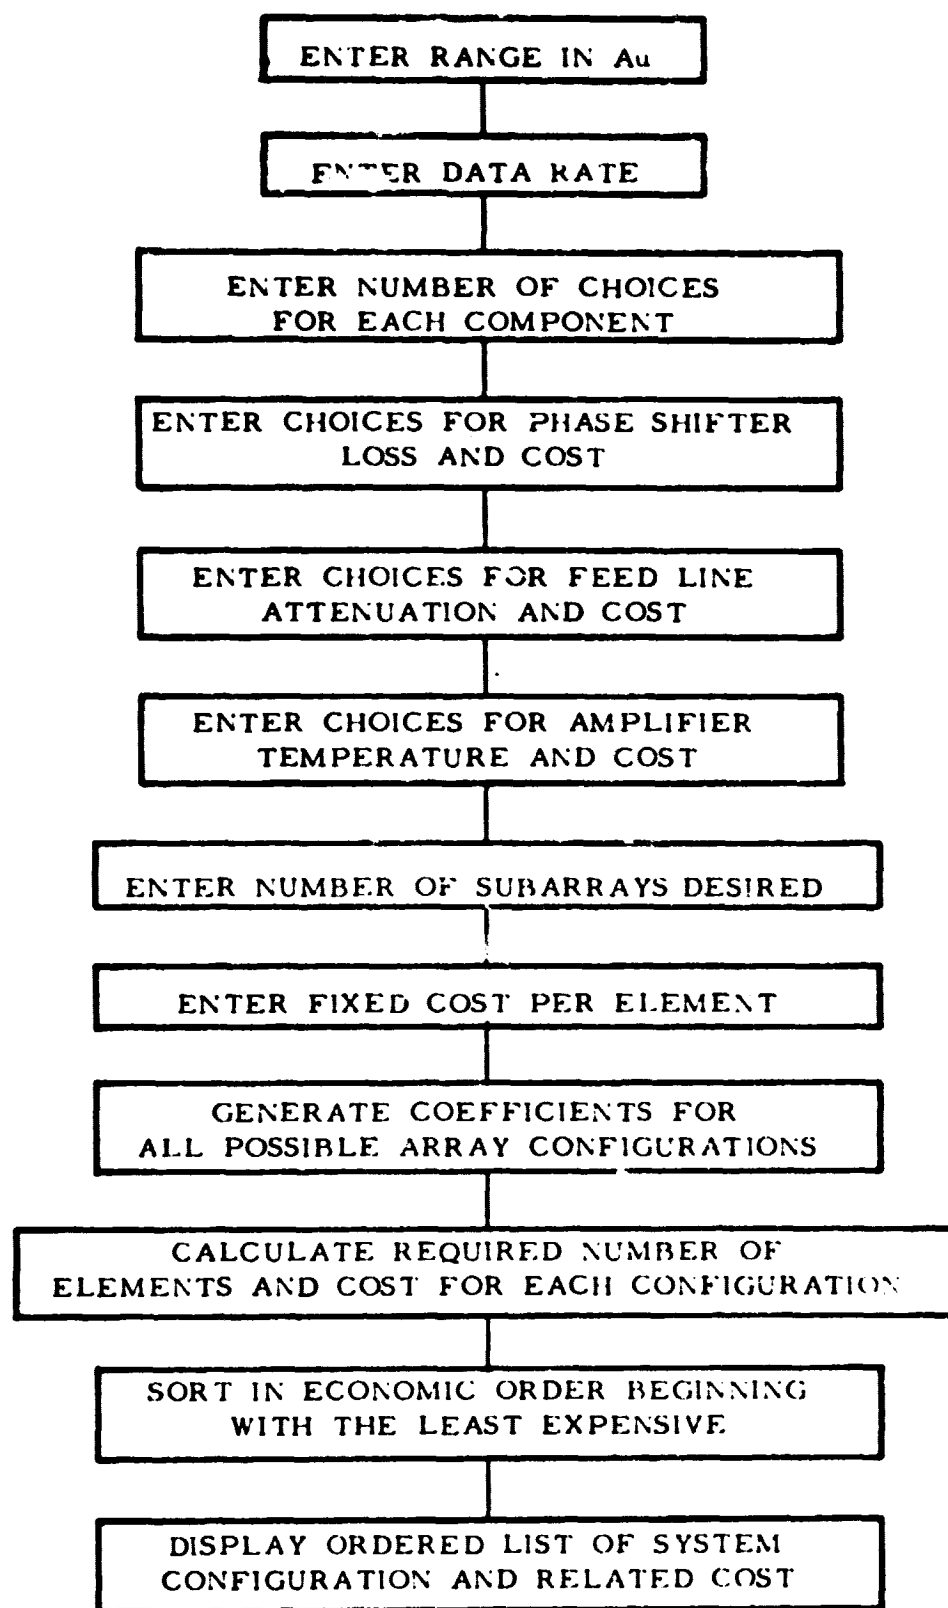 ENTER RANGE IN Au
ENTER DATA RATE
ENTER NUMBER OF CHOICES
FOR EACH COMPONENT
ENTER CHOICES FOR PHASE SHIFTER
LOSS AND COST
ENTER CHOICES FOR FEED LINE
ATTENUATION AND COST
ENTER CHOICES FOR AMPLIFIER
TEMPERATURE AND COST
ENTER NUMBER OF SUBARRAYS DESIRED
ENTER FIXED COST PER ELEMENT
GENERATE COEFFICIENTS FOR
ALL POSSIBLE ARRAY CONFIGURATIONS
CALCULATE REQUIRED NUMBER OF
ELEMENTS AND COST FOR EACH CONFIGURATION
SORT IN ECONOMIC ORDER BEGINNING
WITH THE LEAST EXPENSIVE
DISPLAY ORDERED LIST OF SYSTEM
CONFIGURATION AND RELATED COST